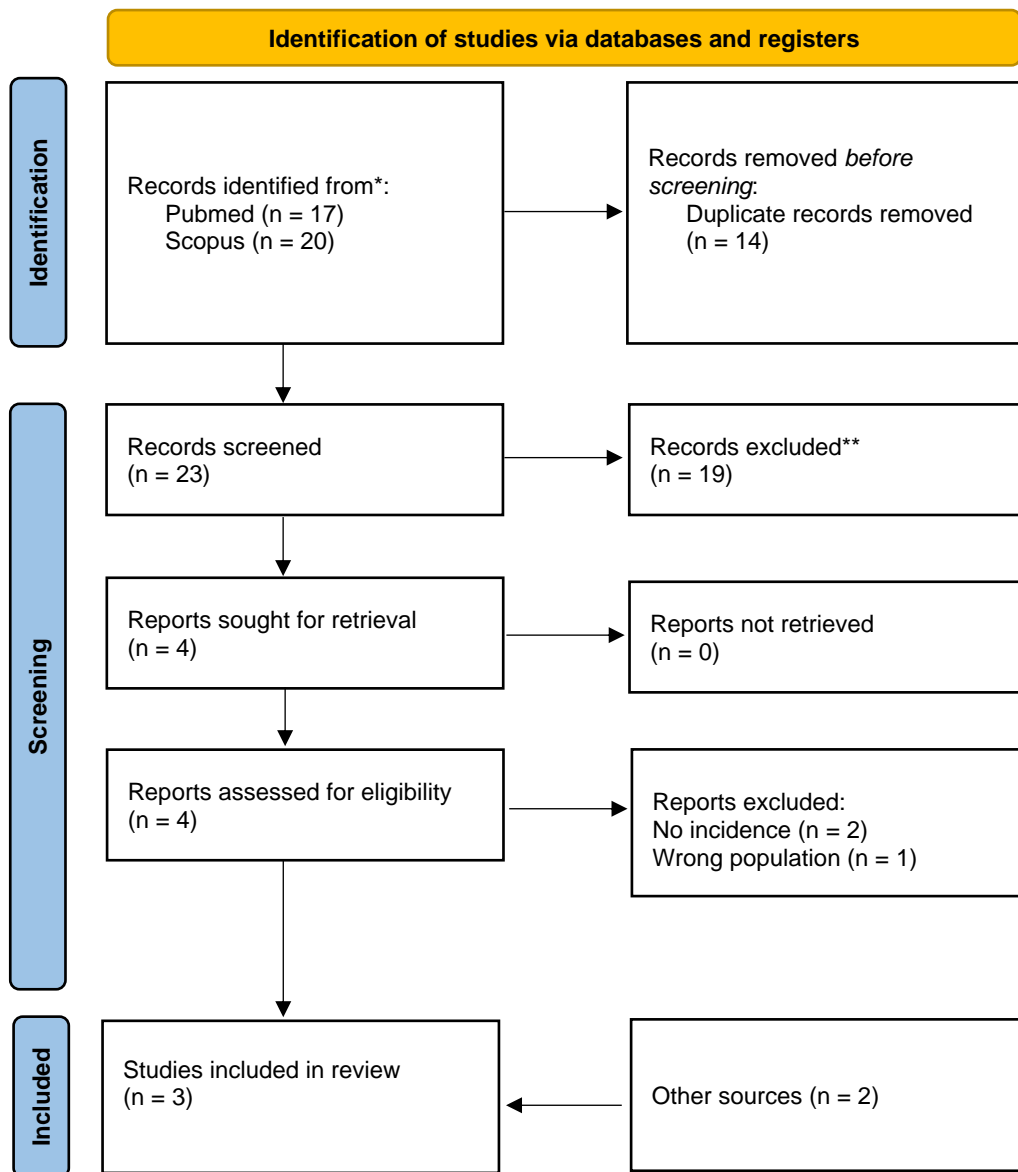 Identification of studies via databases and registers
Identification
Records identified from*:
Pubmed (n = 17)
Scopus (n = 20)
Records removed before
screening:
Duplicate records removed
(n = 14)
Screening
Records screened
(n = 23)
Records excluded**
(n = 19)
Reports sought for retrieval
(n = 4)
Reports not retrieved
(n = 0)
Reports assessed for eligibility
(n = 4)
Reports excluded:
No incidence (n = 2)
Wrong population (n = 1)
Included
Studies included in review
(n = 3)
Other sources (n = 2)